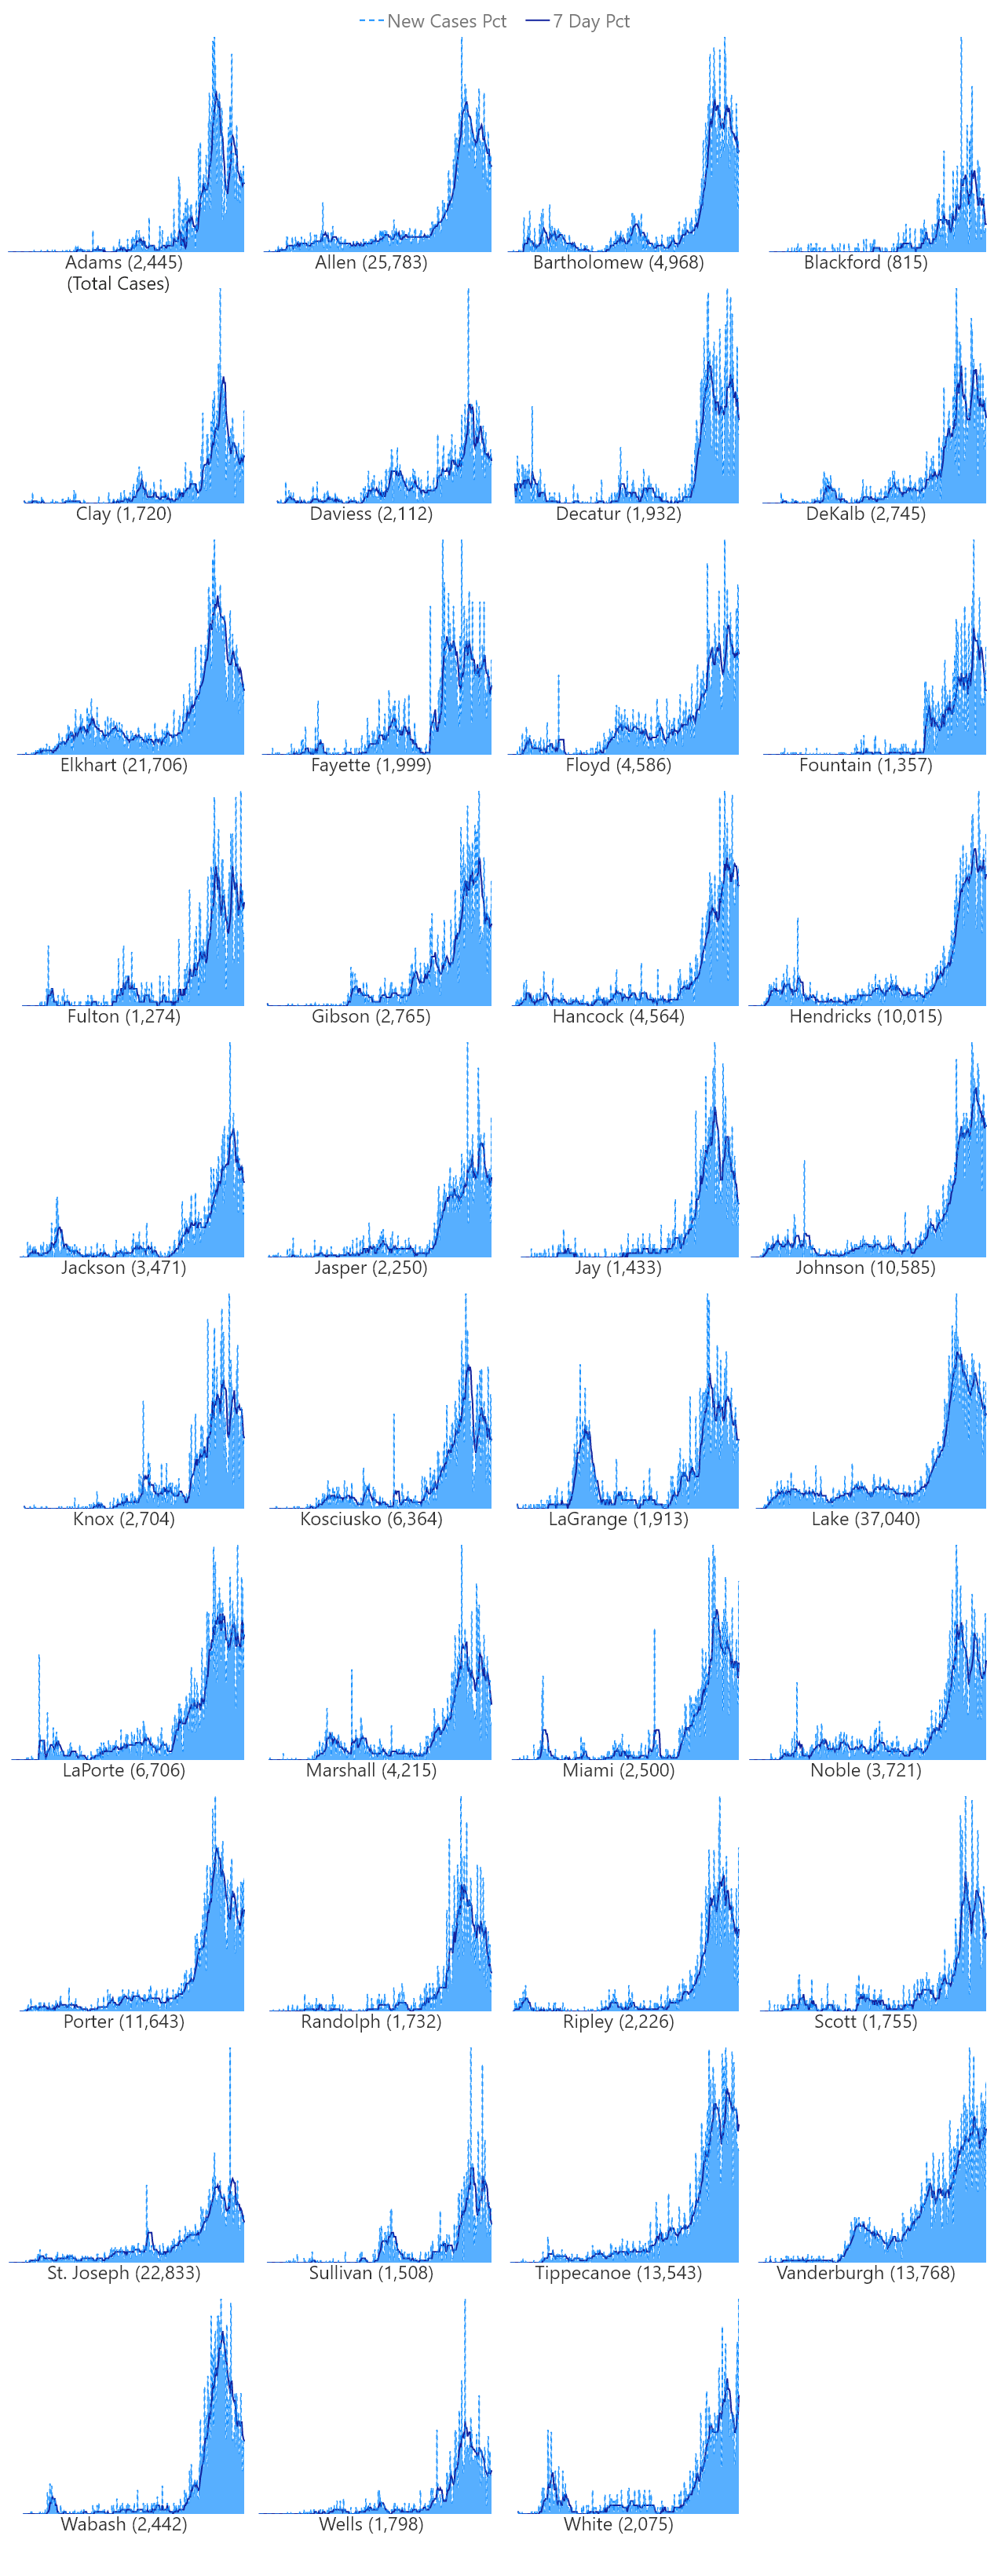 New Cases Pct 7 Day Pct
Adams (2,445) Allen (25,783) Bartholomew (4,968) Blackford (815)
(Total Cases)
Clay (1,720) Daviess (2,112) Decatur (1,932) DeKalb (2,745)
Elkhart (21,706) Fayette (1,999) Floyd (4,586) Fountain (1,357)
Fulton (1,274) Gibson (2,765) Hancock (4,564) Hendricks (10,015)
Jackson (3,471) Jasper (2,250) Jay (1,433) Johnson (10,585)
Knox (2,704) Kosciusko (6,364) LaGrange (1,913) Lake (37,040)
LaPorte (6,706) Marshall (4,215) Miami (2,500) Noble (3,721)
Porter (11,643) Randolph (1,732) Ripley (2,226) Scott (1,755)
St. Joseph (22,833) Sullivan (1,508) Tippecanoe (13,543) Vanderburgh (13,768)
Wabash (2,442) Wells (1,798) White (2,075)